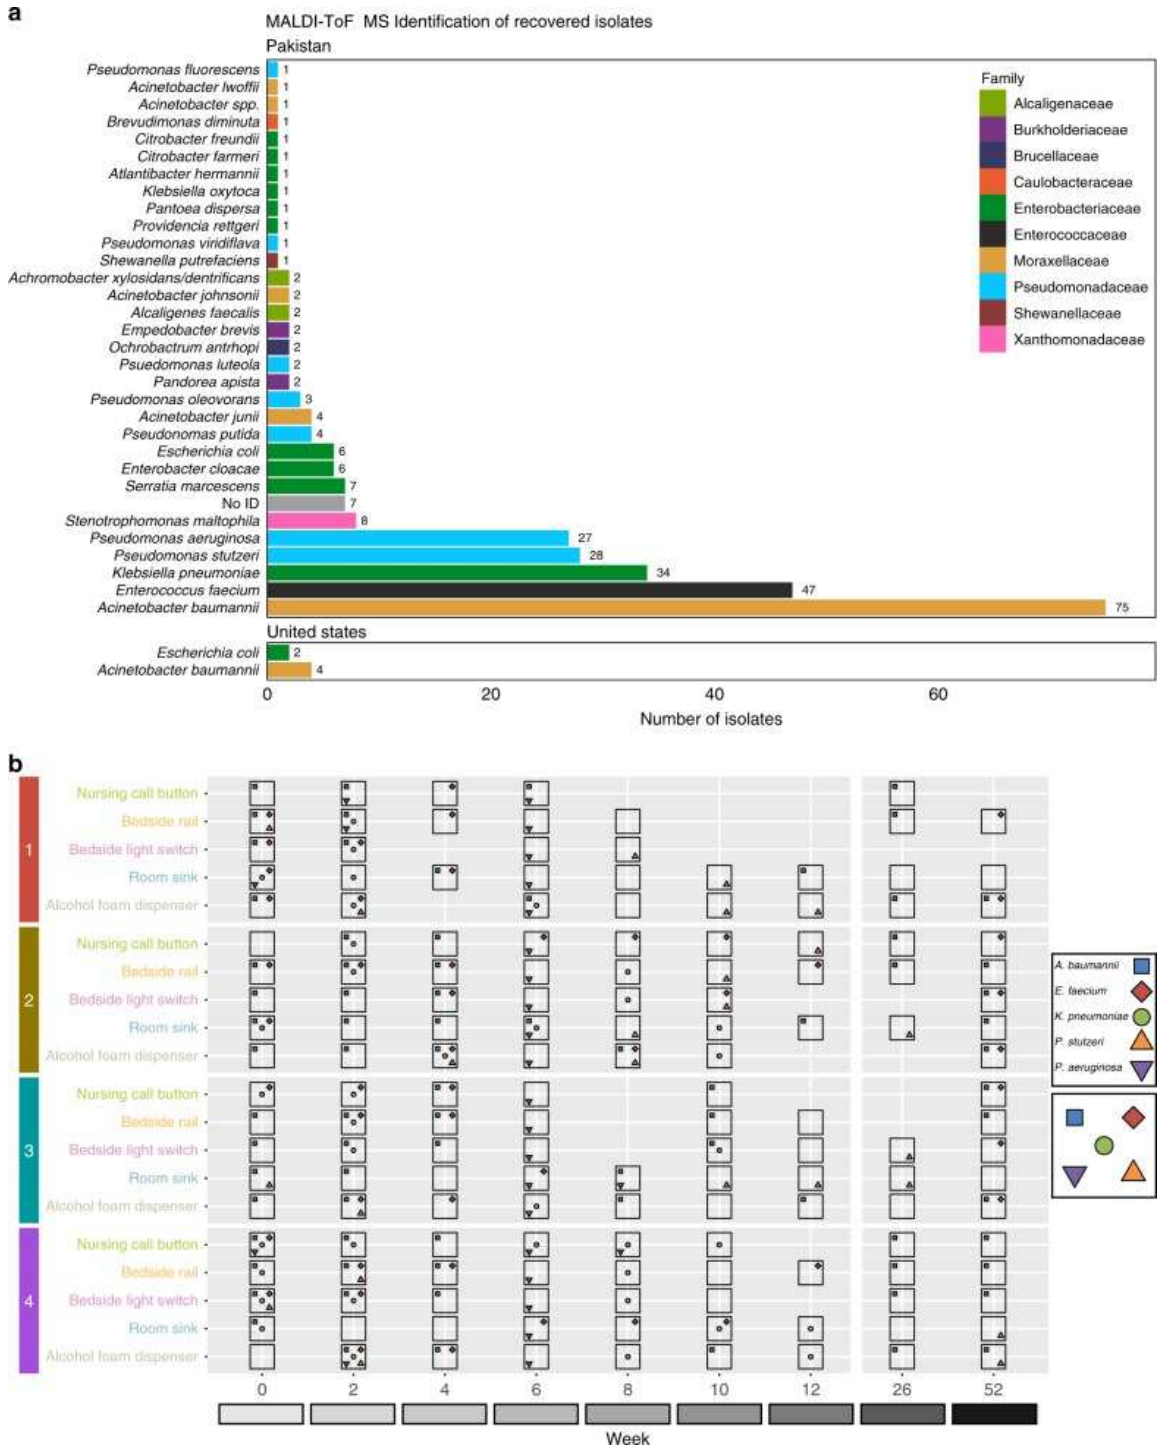 a
MALDI-ToF MS Identification of recovered isolates
Pakistan
Pseudomonas fluorescens 1
Acinetobacter lwoffii 1
Acinetobacter spp. 1
Brevudimonas diminuta 1
Citrobacter freundii 1
Citrobacter farmeri 1
Atlantibacter hermannii 1
Klebsiella oxytoca 1
Pantoea dispersa 1
Providencia rettgeri 1
Pseudomonas viridiflava 1
Shewanella putrefaciens 1
Achromobacter xylosidans/dentrificans 2
Acinetobacter johnsonii 2
Alcaligenes faecalis 2
Empedobacter brevis 2
Ochrobactrum antrhopi 2
Psuedomonas luteola 2
Pandorea apista 2
Pseudomonas oleovorans 3
Acinetobacter junii 4
Pseudonomas putida 4
Escherichia coli 6
Enterobacter cloacae 6
Serratia marcescens 7
No ID 7
Stenotrophomonas maltophila 8
Pseudomonas aeruginosa 27
Pseudomonas stutzeri 28
Klebsiella pneumoniae 34
Enterococcus faecium 47
Acinetobacter baumannii 75
Family
Alcaligenaceae
Burkholderiaceae
Brucellaceae
Caulobacteraceae
Enterobacteriaceae
Enterococcaceae
Moraxellaceae
Pseudomonadaceae
Shewanellaceae
Xanthomonadaceae
United states
Escherichia coli 2
Acinetobacter baumannii 4
0 20 40 60
Number of isolates
b
1
Nursing call button
Bedside rail
Bedside light switch
Room sink
Alcohol foam dispenser
2
Nursing call button
Bedside rail
Bedside light switch
Room sink
Alcohol foam dispenser
3
Nursing call button
Bedside rail
Bedside light switch
Room sink
Alcohol foam dispenser
4
Nursing call button
Bedside rail
Bedside light switch
Room sink
Alcohol foam dispenser
A. baumannii
E. faecium
K. pneumoniae
P. stutzeri
P. aeruginosa
0 2 4 6 8 10 12 26 52
Week